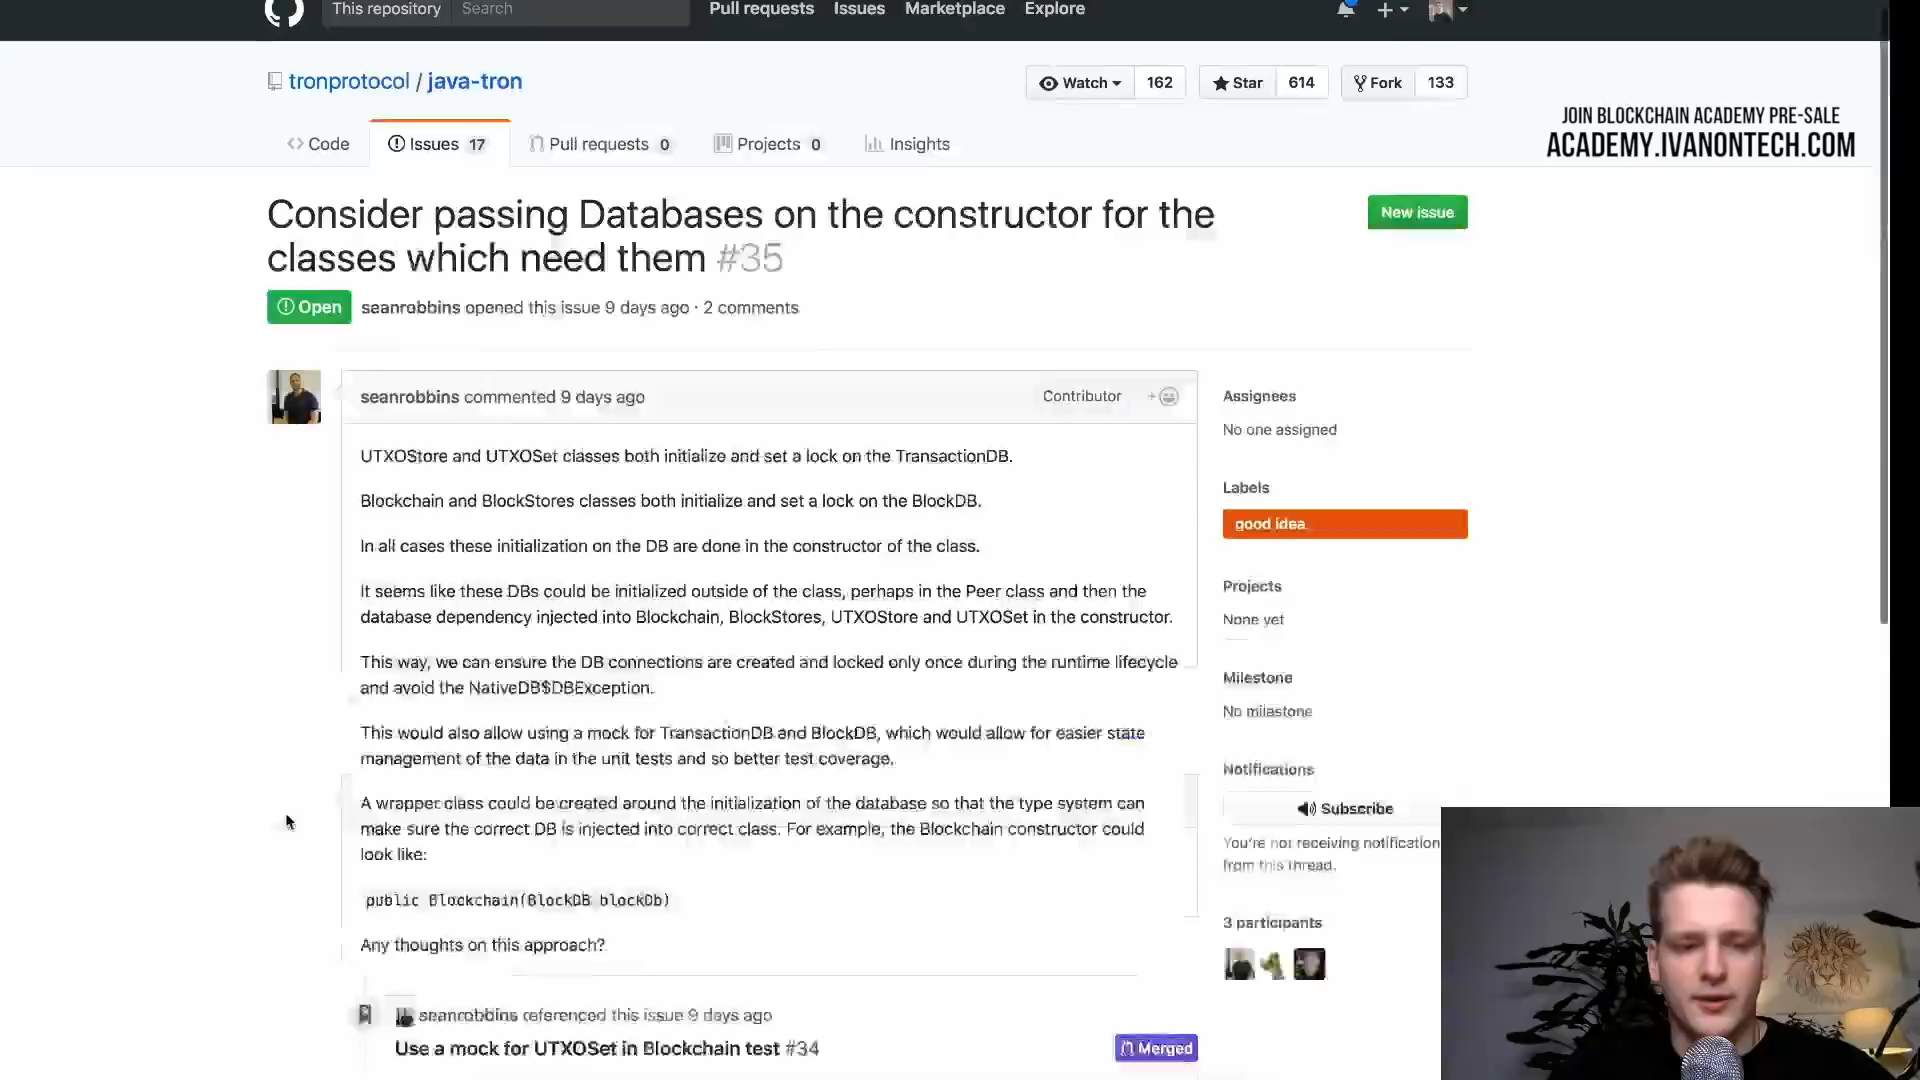 This repository Search Pull requests Issues Marketplace Explore
tronprotocol / java-tron
Watch 162 Star 614 Fork 133
JOIN BLOCKCHAIN ACADEMY PRE-SALE
ACADEMY.IVANONTECH.COM
Code Issues 17 Pull requests 0 Projects 0 Insights
Consider passing Databases on the constructor for the
classes which need them #35
New issue
Open seanrobbins opened this issue 9 days ago · 2 comments
seanrobbins commented 9 days ago Contributor +
UTXOStore and UTXOSet classes both initialize and set a lock on the TransactionDB.
Blockchain and BlockStores classes both initialize and set a lock on the BlockDB.
In all cases these initialization on the DB are done in the constructor of the class.
It seems like these DBs could be initialized outside of the class, perhaps in the Peer class and then the
database dependency injected into Blockchain, BlockStores, UTXOStore and UTXOSet in the constructor.
This way, we can ensure the DB connections are created and locked only once during the runtime lifecycle
and avoid the NativeDB$DBException.
This would also allow using a mock for TransactionDB and BlockDB, which would allow for easier state
management of the data in the unit tests and so better test coverage.
A wrapper class could be created around the initialization of the database so that the type system can
make sure the correct DB is injected into correct class. For example, the Blockchain constructor could
look like:
public Blockchain(BlockDB blockDb)
Any thoughts on this approach?
seanrobbins referenced this issue 9 days ago
Use a mock for UTXOSet in Blockchain test #34
Merged
Assignees
No one assigned
Labels
good idea
Projects
None yet
Milestone
No milestone
Notifications
Subscribe
You're not receiving notification
from this thread.
3 participants